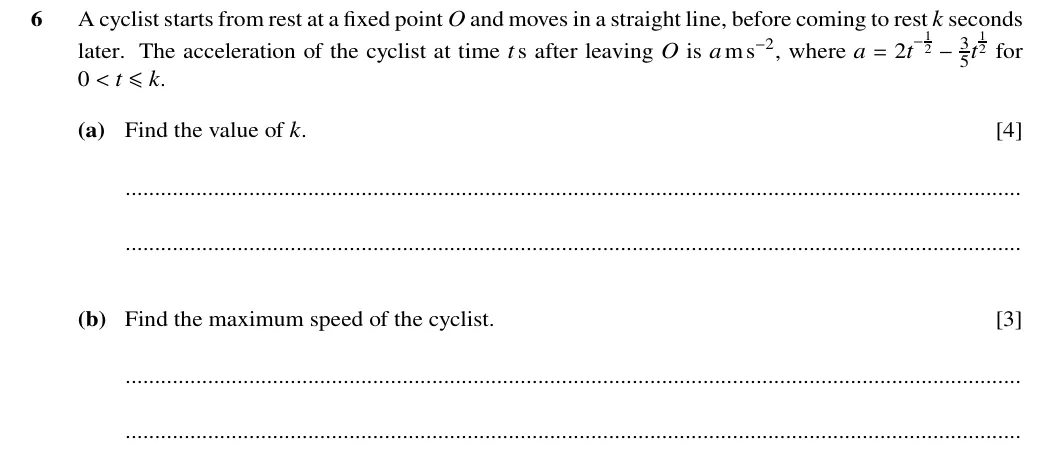 6 A cyclist starts from rest at a fixed point O and moves in a straight line, before coming to rest k seconds
later. The acceleration of the cyclist at time t s after leaving O is a m s⁻², where a = 2t^{-1/2} − 3/5 t^{1/2} for
0 < t ⩽ k.
(a) Find the value of k. [4]
(b) Find the maximum speed of the cyclist. [3]